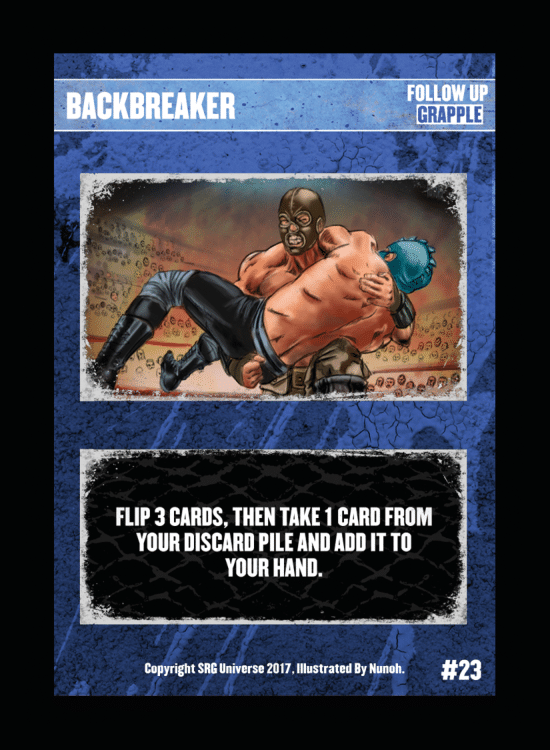 BACKBREAKER
FOLLOW UP
GRAPPLE
FLIP 3 CARDS, THEN TAKE 1 CARD FROM
YOUR DISCARD PILE AND ADD IT TO
YOUR HAND.
Copyright SRG Universe 2017, Illustrated By Nunoh.
#23